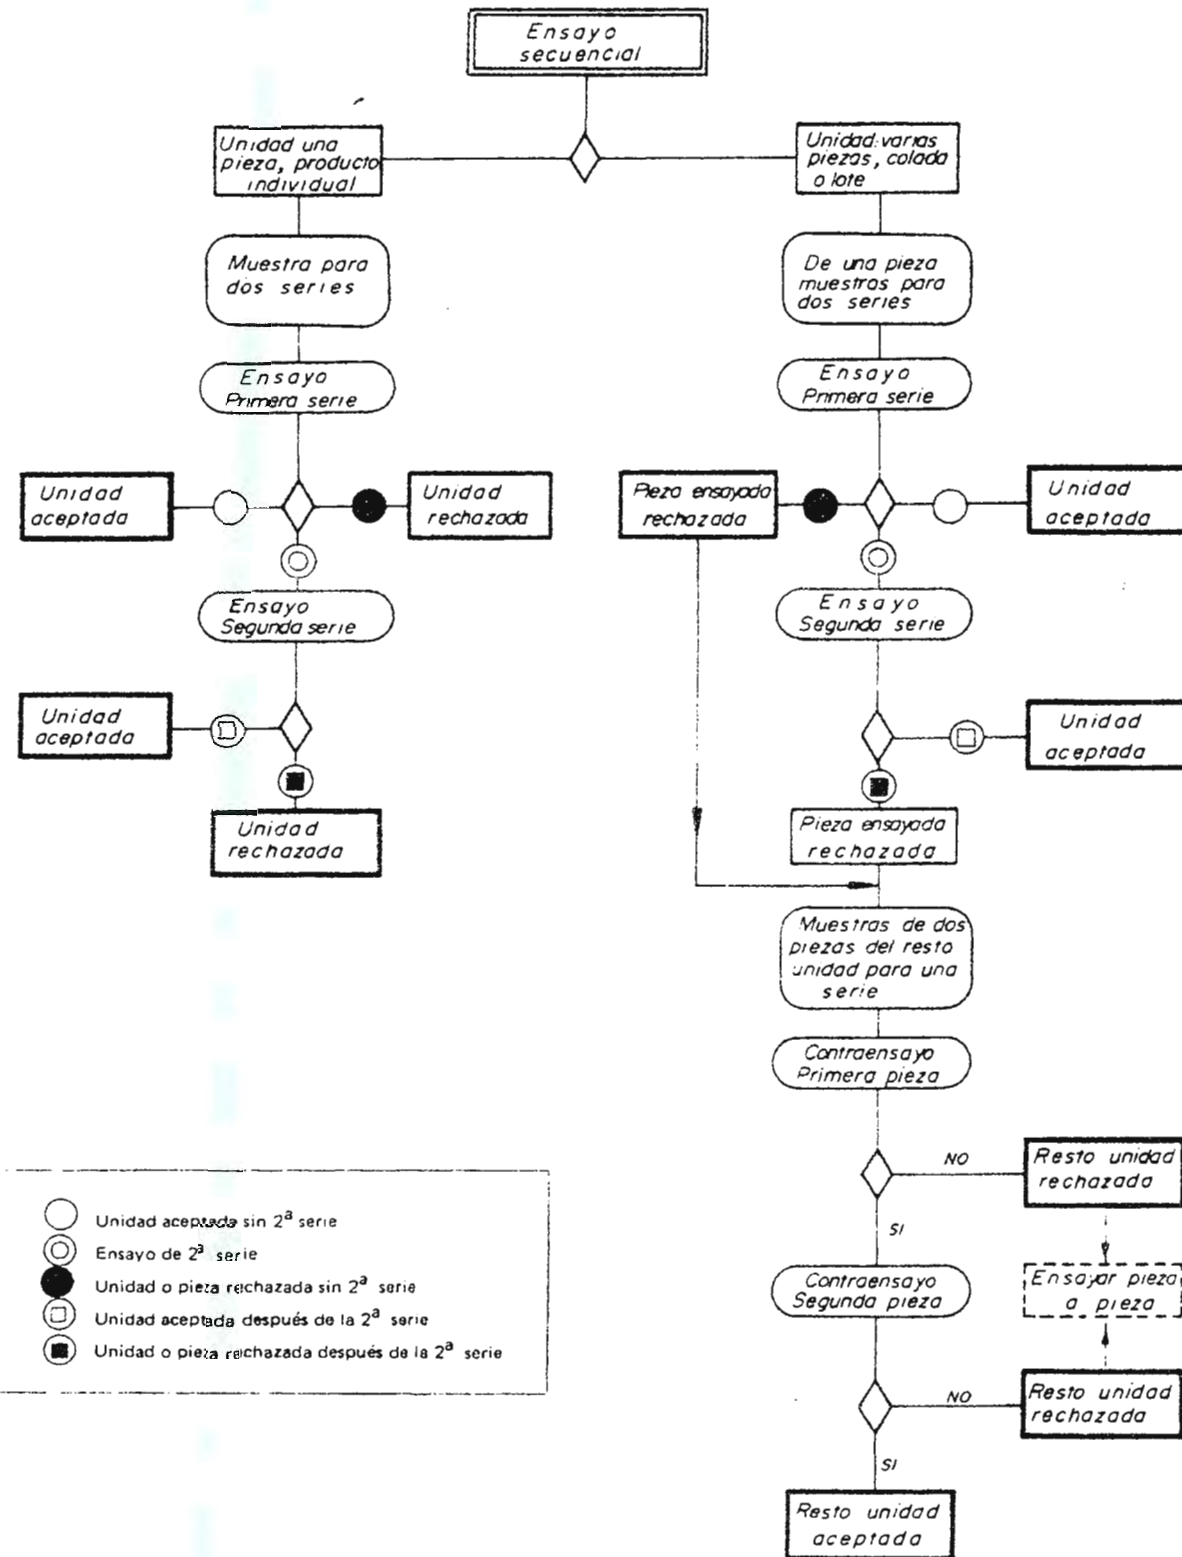 Ensayo
secuencial
Unidad una
pieza, producto
individual
Unidad: varias
piezas, colada
o lote
Muestra para
dos series
De una pieza
muestras para
dos series
Ensayo
Primera serie
Ensayo
Primera serie
Unidad
aceptada
Unidad
rechazada
Pieza ensayada
rechazada
Unidad
aceptada
Ensayo
Segunda serie
Ensayo
Segunda serie
Unidad
aceptada
Unidad
rechazada
Unidad
aceptada
Pieza ensayada
rechazada
Muestras de dos
piezas del resto
unidad para una
serie
Contraensayo
Primera pieza
NO
Resto unidad
rechazada
SI
Contraensayo
Segunda pieza
Ensayar pieza
a pieza
NO
Resto unidad
rechazada
SI
Resto unidad
aceptada
Unidad aceptada sin 2ª serie
Ensayo de 2ª serie
Unidad o pieza rechazada sin 2ª serie
Unidad aceptada después de la 2ª serie
Unidad o pieza rechazada después de la 2ª serie